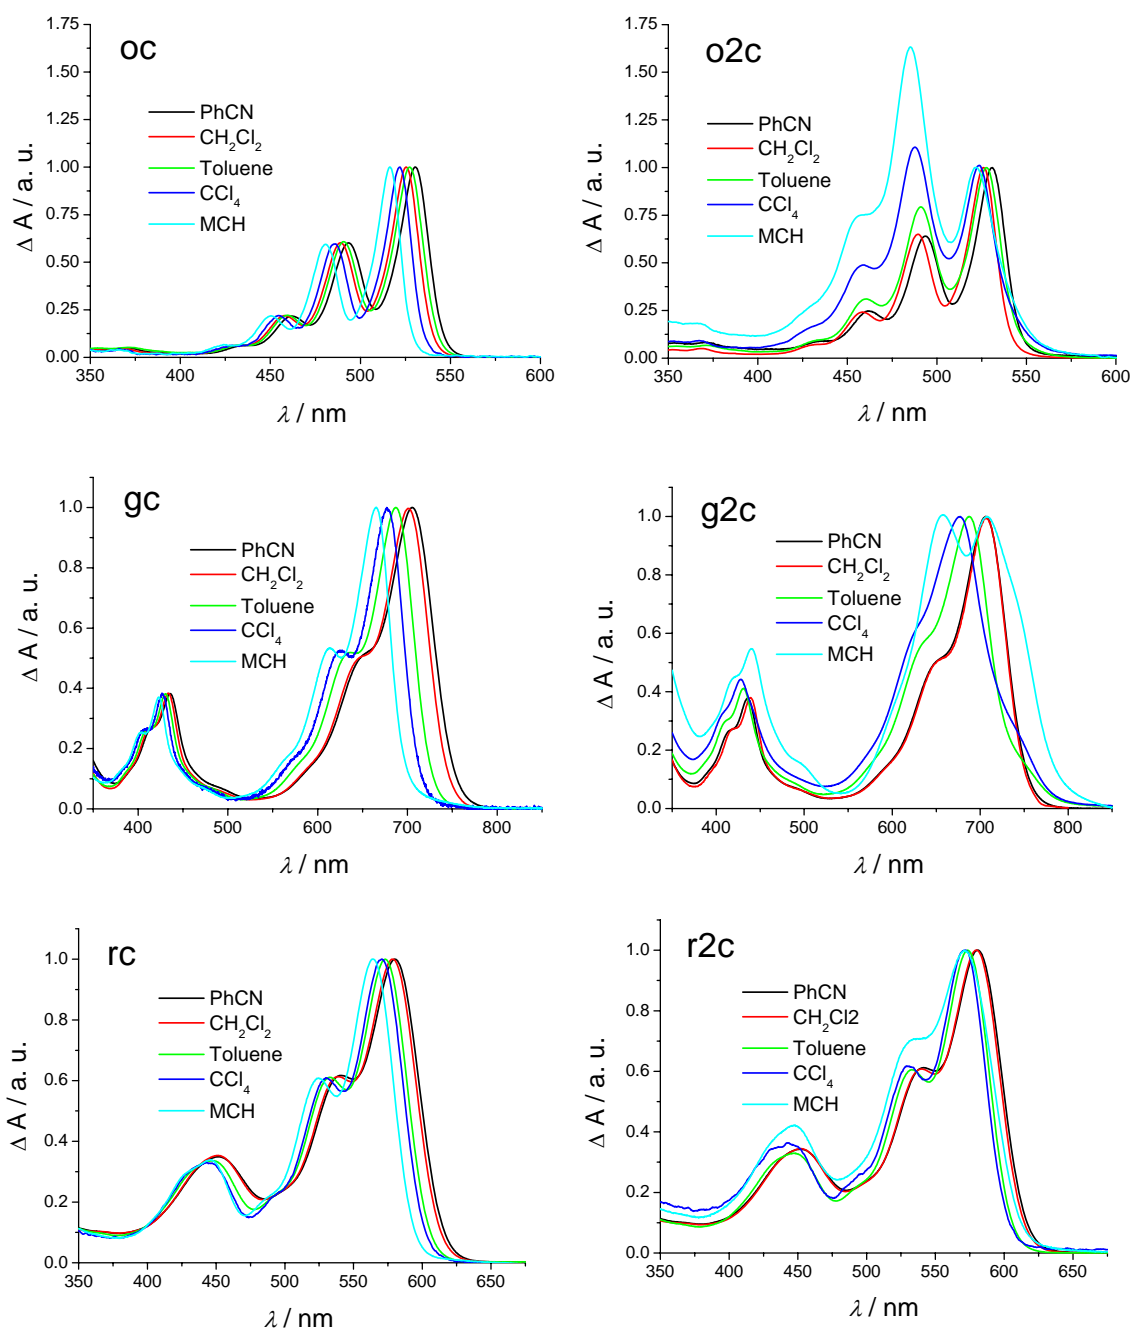 oc
Δ A / a. u.
1.75
1.50
1.25
1.00
0.75
0.50
0.25
0.00
PhCN
CH₂Cl₂
Toluene
CCl₄
MCH
350 400 450 500 550 600
λ / nm
o2c
Δ A / a. u.
1.75
1.50
1.25
1.00
0.75
0.50
0.25
0.00
PhCN
CH₂Cl₂
Toluene
CCl₄
MCH
350 400 450 500 550 600
λ / nm
gc
Δ A / a. u.
1.0
0.8
0.6
0.4
0.2
0.0
PhCN
CH₂Cl₂
Toluene
CCl₄
MCH
400 500 600 700 800
λ / nm
g2c
Δ A / a. u.
1.0
0.8
0.6
0.4
0.2
0.0
PhCN
CH₂Cl₂
Toluene
CCl₄
MCH
400 500 600 700 800
λ / nm
rc
Δ A / a. u.
1.0
0.8
0.6
0.4
0.2
0.0
PhCN
CH₂Cl₂
Toluene
CCl₄
MCH
350 400 450 500 550 600 650
λ / nm
r2c
Δ A / a. u.
1.0
0.8
0.6
0.4
0.2
0.0
PhCN
CH₂Cl2
Toluene
CCl₄
MCH
350 400 450 500 550 600 650
λ / nm